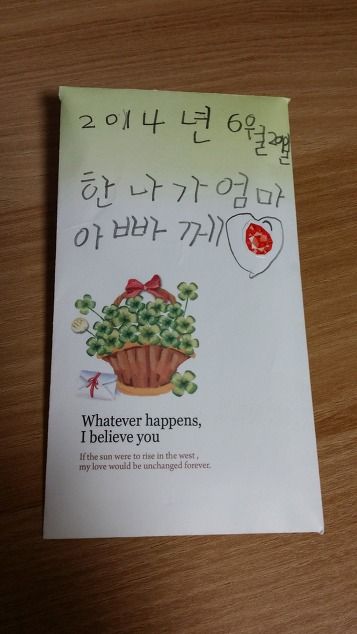 2014년 6월 20일
한나가 엄마
아빠께
Whatever happens,
I believe you
If the sun were to rise in the west ,
my love would be unchanged forever.